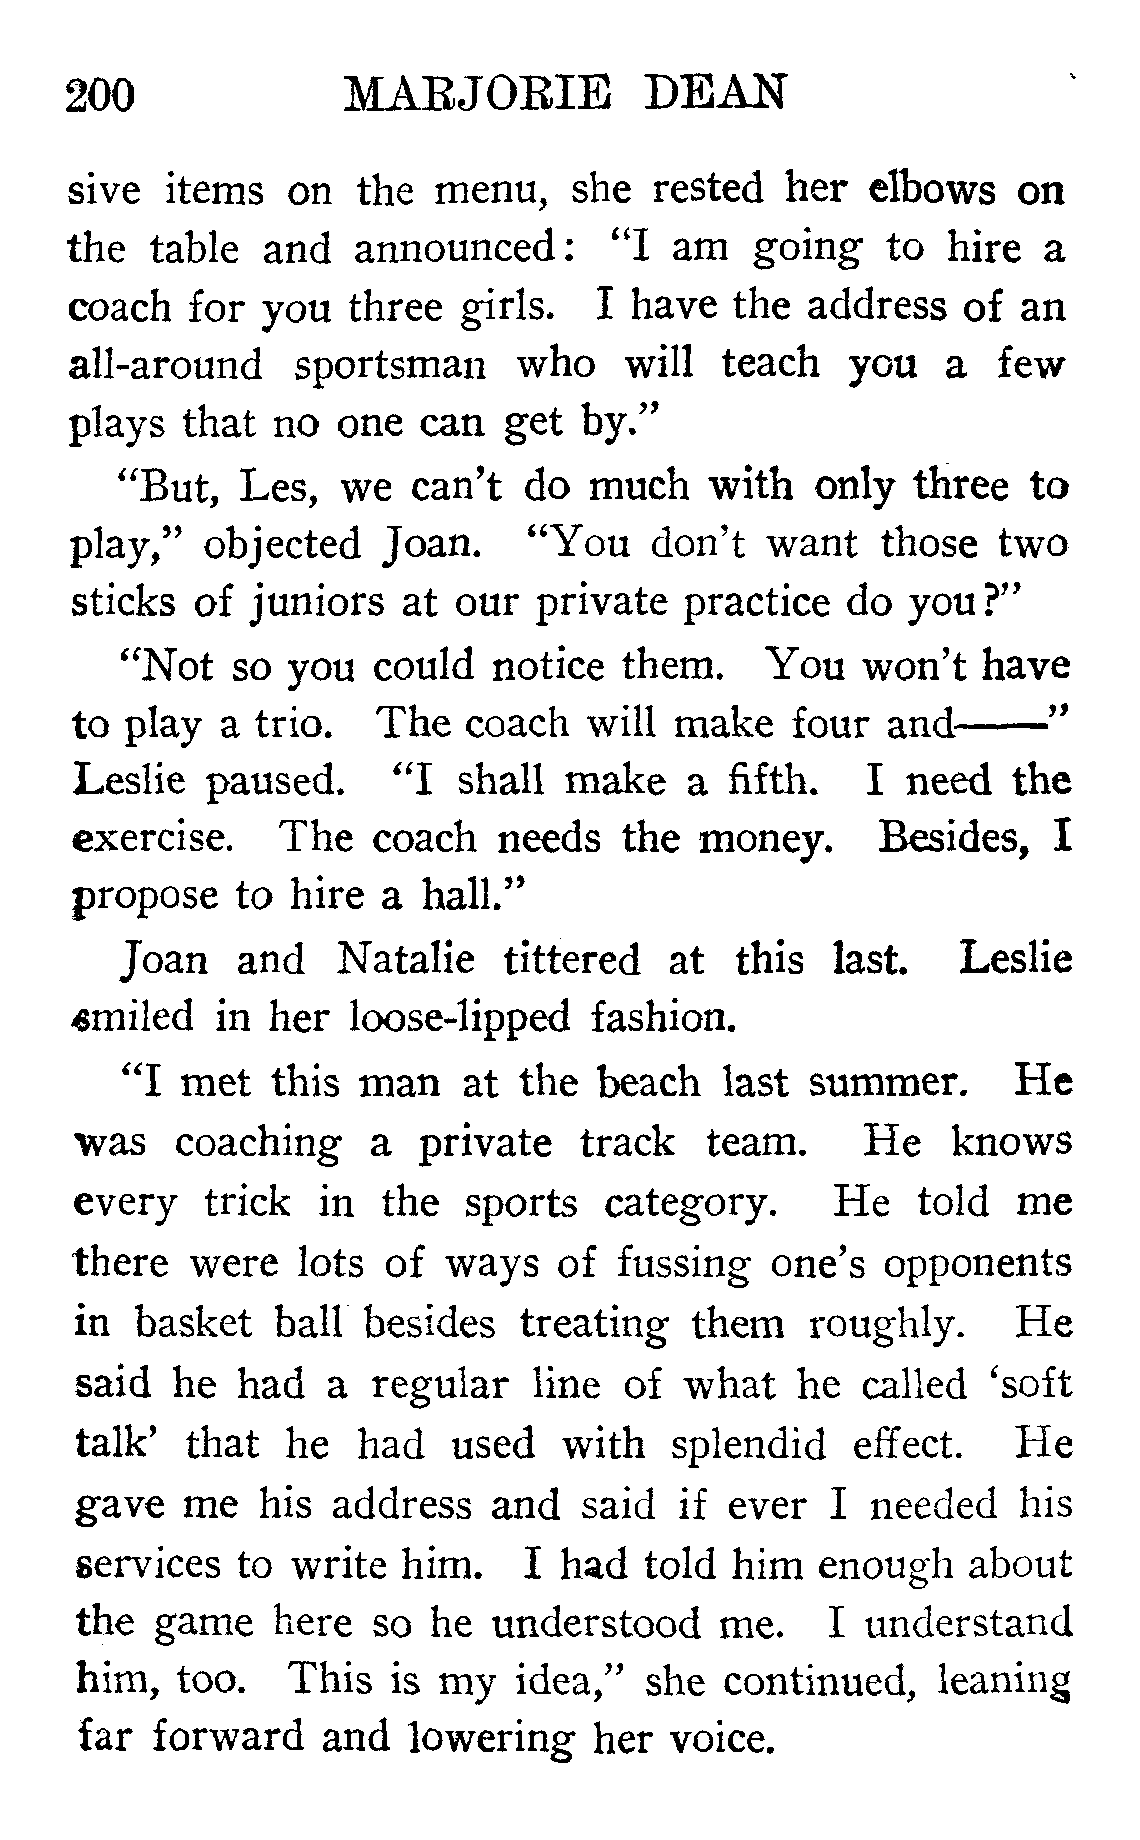 200 MARJORIE DEAN
sive items on the menu, she rested her elbows on
the table and announced: “I am going to hire a
coach for you three girls. I have the address of an
all-around sportsman who will teach you a few
plays that no one can get by.”
“But, Les, we can’t do much with only three to
play,” objected Joan. “You don’t want those two
sticks of juniors at our private practice do you?”
“Not so you could notice them. You won’t have
to play a trio. The coach will make four and——”
Leslie paused. “I shall make a fifth. I need the
exercise. The coach needs the money. Besides, I
propose to hire a hall.”
Joan and Natalie tittered at this last. Leslie
smiled in her loose-lipped fashion.
“I met this man at the beach last summer. He
was coaching a private track team. He knows
every trick in the sports category. He told me
there were lots of ways of fussing one’s opponents
in basket ball besides treating them roughly. He
said he had a regular line of what he called ‘soft
talk’ that he had used with splendid effect. He
gave me his address and said if ever I needed his
services to write him. I had told him enough about
the game here so he understood me. I understand
him, too. This is my idea,” she continued, leaning
far forward and lowering her voice.